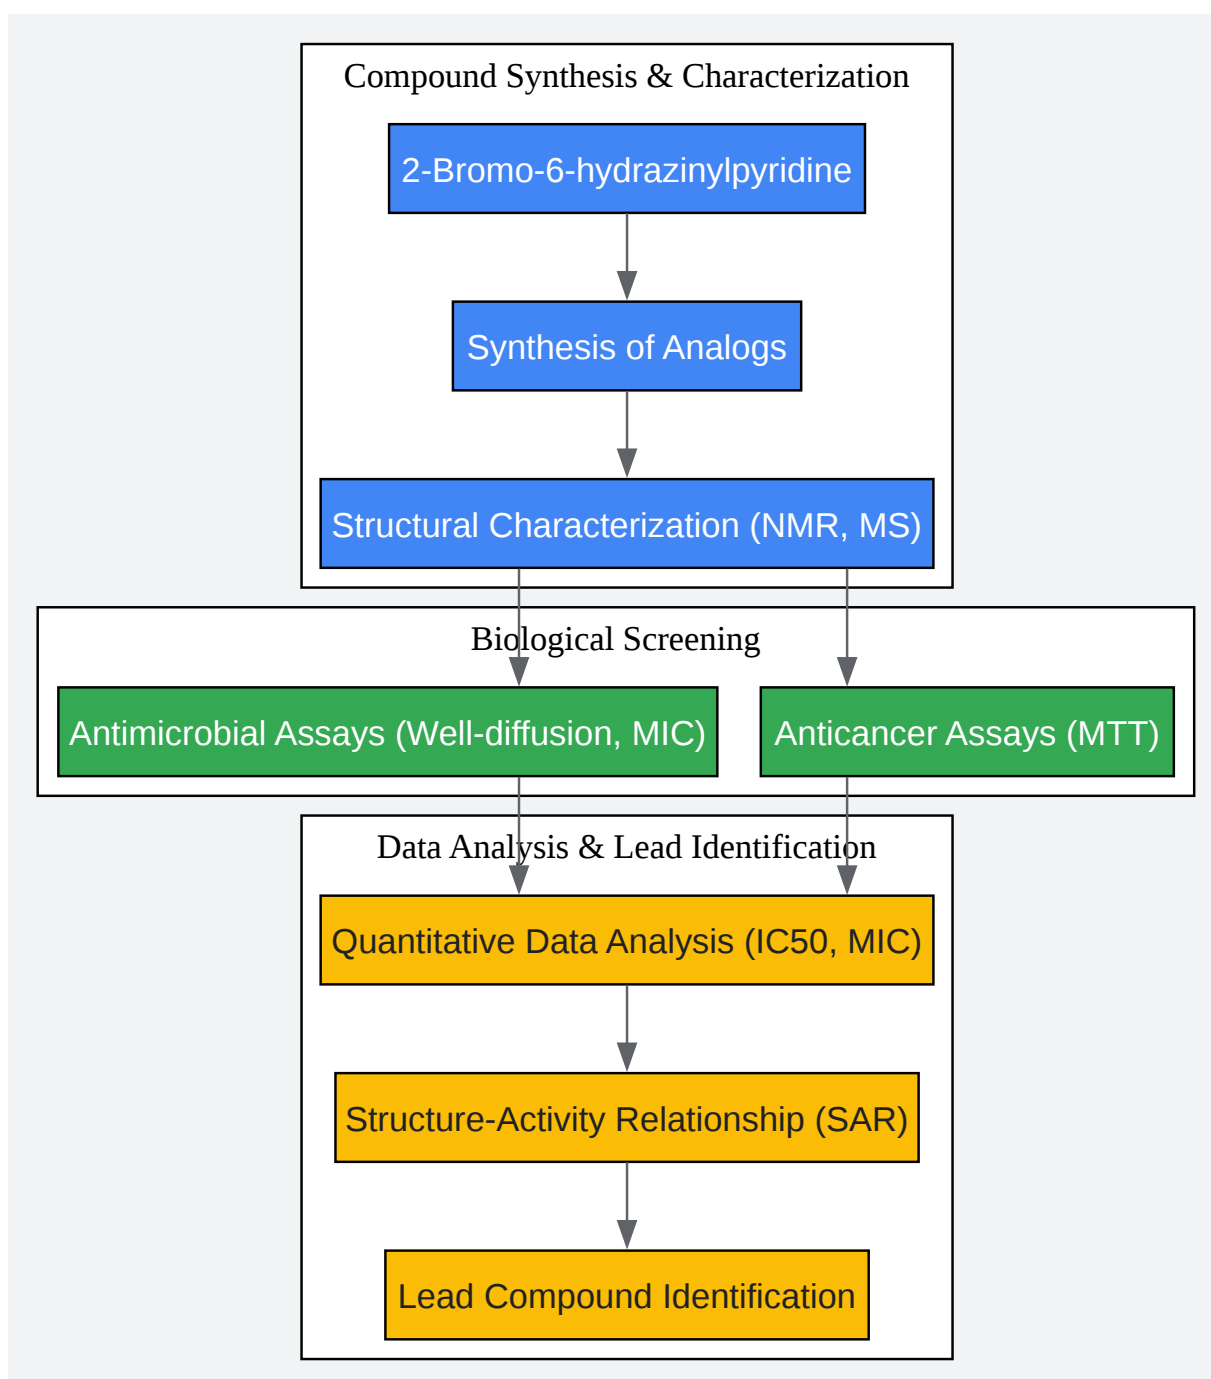 Compound Synthesis & Characterization
2-Bromo-6-hydrazinylpyridine
Synthesis of Analogs
Structural Characterization (NMR, MS)
Biological Screening
Antimicrobial Assays (Well-diffusion, MIC)
Anticancer Assays (MTT)
Data Analysis & Lead Identification
Quantitative Data Analysis (IC50, MIC)
Structure-Activity Relationship (SAR)
Lead Compound Identification